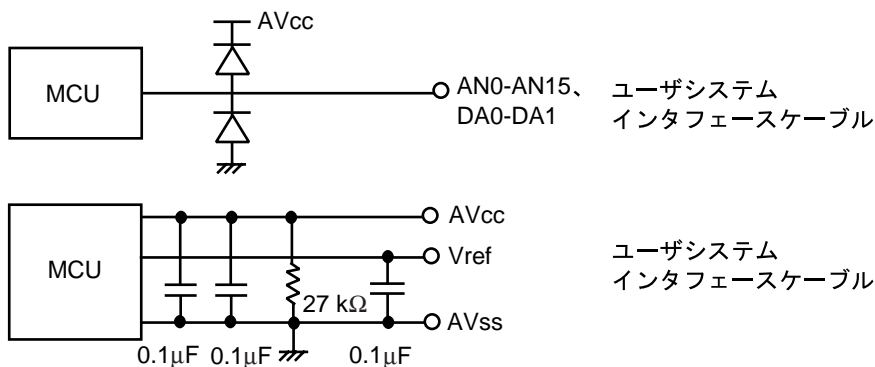 AVcc
MCU
AN0-AN15、
DA0-DA1
ユーザシステム
インタフェースケーブル
MCU
AVcc
Vref
AVss
27 kΩ
0.1μF 0.1μF 0.1μF
ユーザシステム
インタフェースケーブル